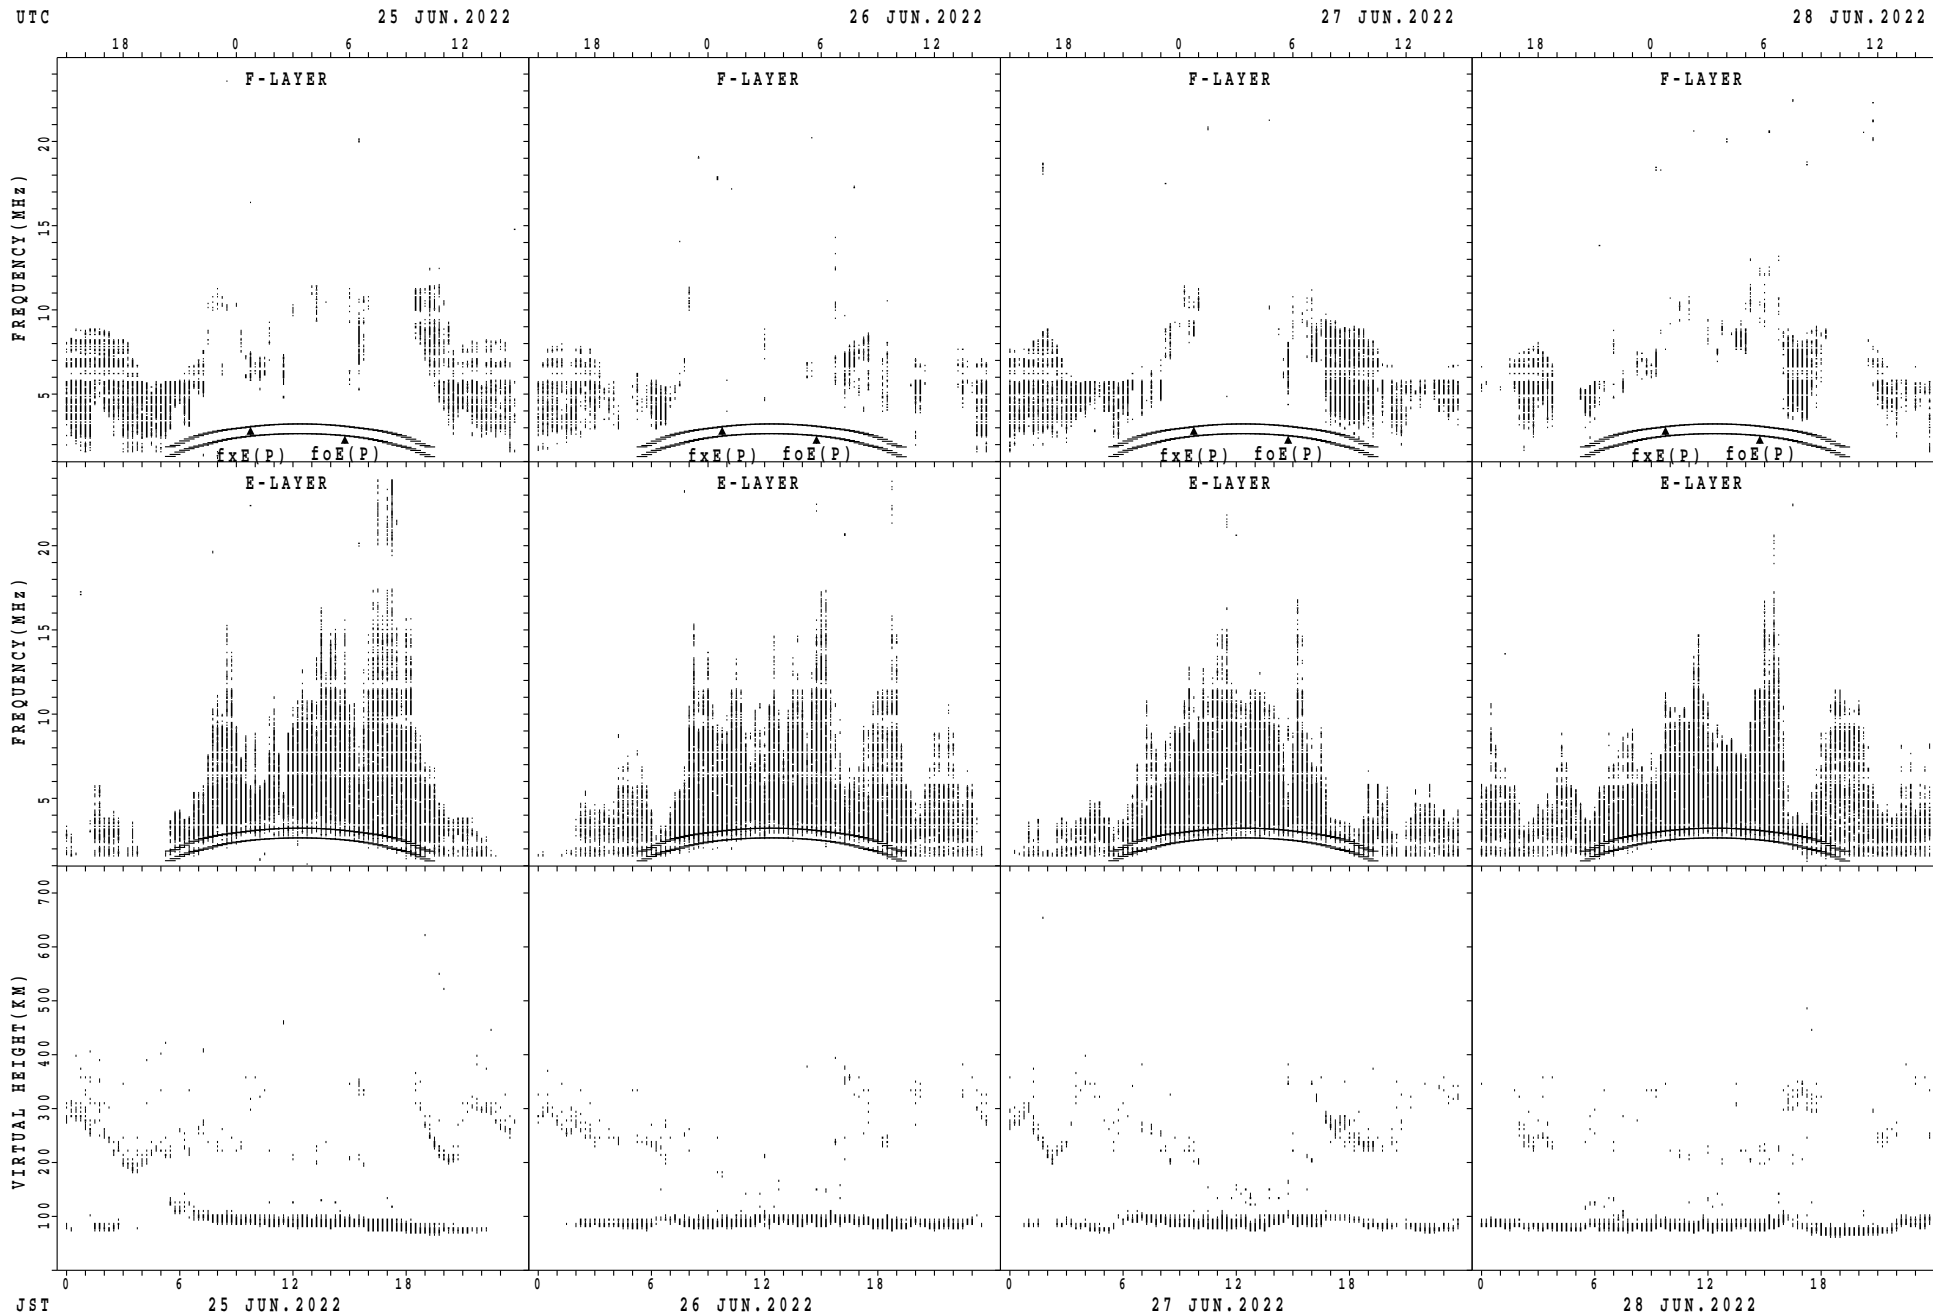 UTC 25 JUN.2022 26 JUN.2022 27 JUN.2022 28 JUN.2022
18 0 6 12 18 0 6 12 18 0 6 12 18 0 6 12
F-LAYER F-LAYER F-LAYER F-LAYER
FREQUENCY(MHz)
20
15
10
5
fxE(P) foE(P) fxE(P) foE(P) fxE(P) foE(P) fxE(P) foE(P)
E-LAYER E-LAYER E-LAYER E-LAYER
FREQUENCY(MHz)
20
15
10
5
VIRTUAL HEIGHT(KM)
700
600
500
400
300
200
100
0 6 12 18 0 6 12 18 0 6 12 18 0 6 12 18
JST 25 JUN.2022 26 JUN.2022 27 JUN.2022 28 JUN.2022